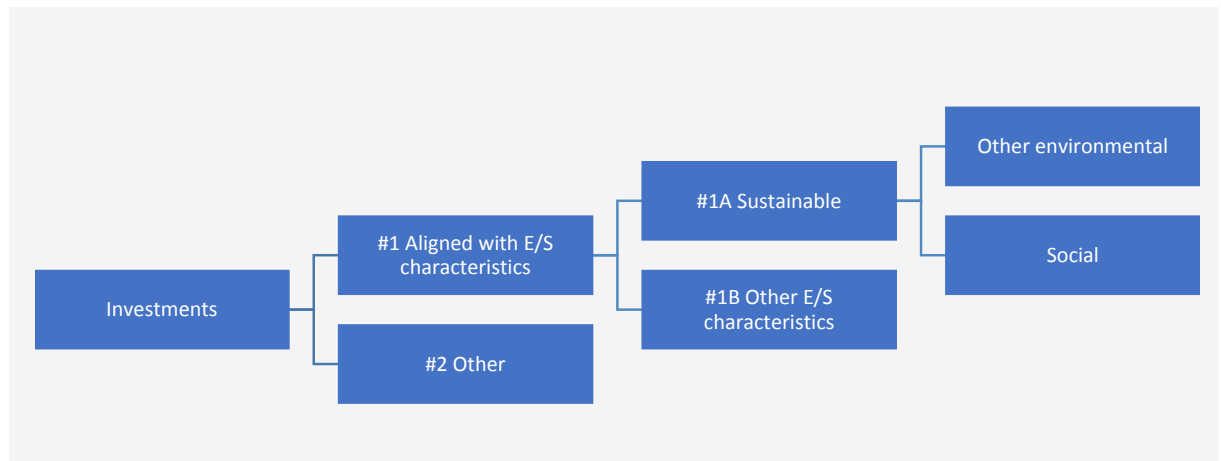 Other environmental
#1A Sustainable
#1 Aligned with E/S
characteristics
Social
Investments
#1B Other E/S
characteristics
#2 Other